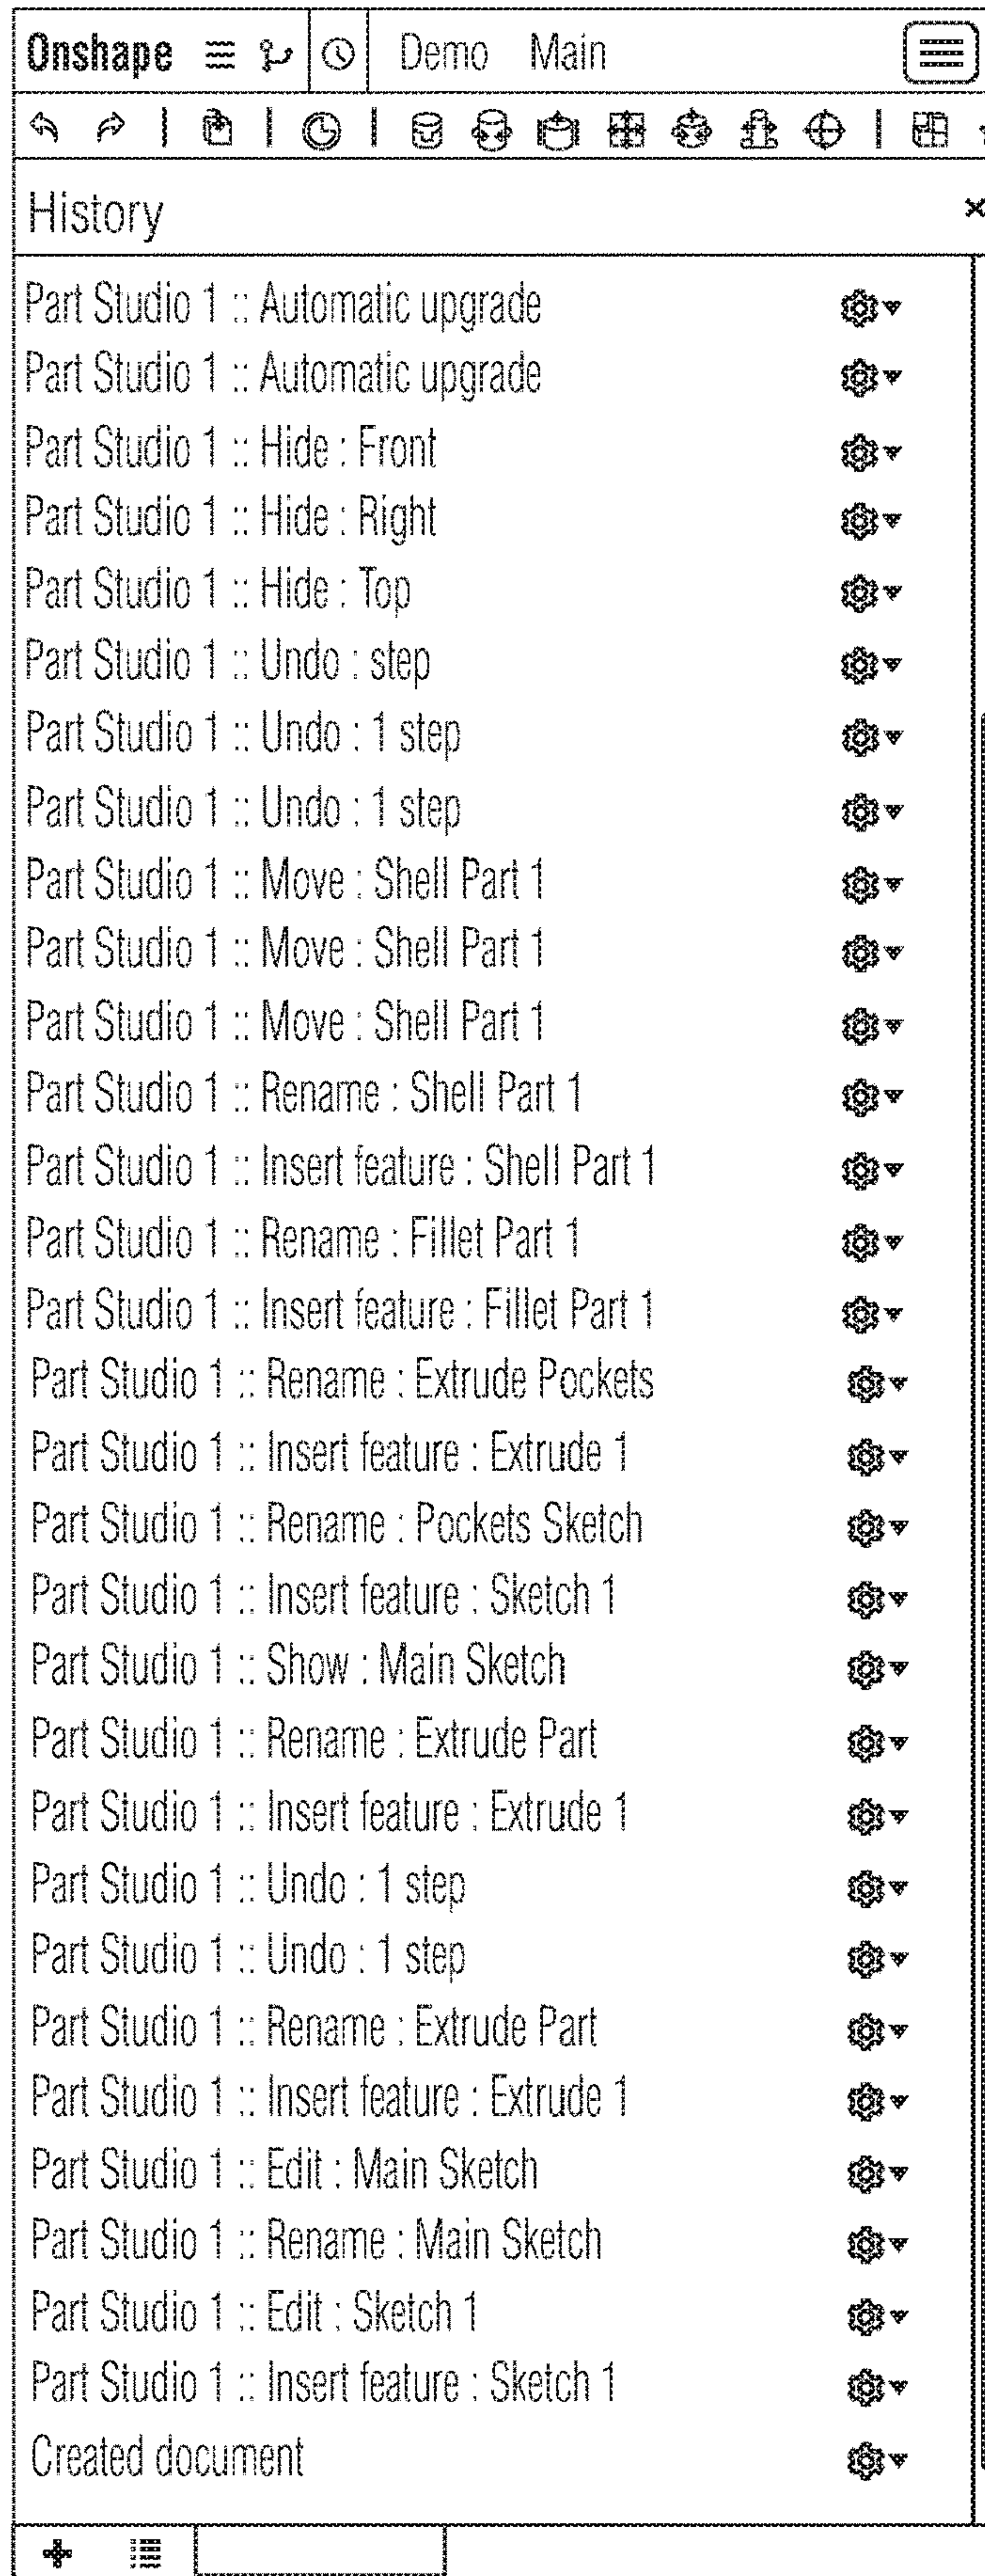 Onshape Demo Main
History ×
Part Studio 1 :: Automatic upgrade
Part Studio 1 :: Automatic upgrade
Part Studio 1 :: Hide : Front
Part Studio 1 :: Hide : Right
Part Studio 1 :: Hide : Top
Part Studio 1 :: Undo : step
Part Studio 1 :: Undo : 1 step
Part Studio 1 :: Undo : 1 step
Part Studio 1 :: Move : Shell Part 1
Part Studio 1 :: Move : Shell Part 1
Part Studio 1 :: Move : Shell Part 1
Part Studio 1 :: Rename : Shell Part 1
Part Studio 1 :: Insert feature : Shell Part 1
Part Studio 1 :: Rename : Fillet Part 1
Part Studio 1 :: Insert feature : Fillet Part 1
Part Studio 1 :: Rename : Extrude Pockets
Part Studio 1 :: Insert feature : Extrude 1
Part Studio 1 :: Rename : Pockets Sketch
Part Studio 1 :: Insert feature : Sketch 1
Part Studio 1 :: Show : Main Sketch
Part Studio 1 :: Rename : Extrude Part
Part Studio 1 :: Insert feature : Extrude 1
Part Studio 1 :: Undo : 1 step
Part Studio 1 :: Undo : 1 step
Part Studio 1 :: Rename : Extrude Part
Part Studio 1 :: Insert feature : Extrude 1
Part Studio 1 :: Edit : Main Sketch
Part Studio 1 :: Rename : Main Sketch
Part Studio 1 :: Edit : Sketch 1
Part Studio 1 :: Insert feature : Sketch 1
Created document